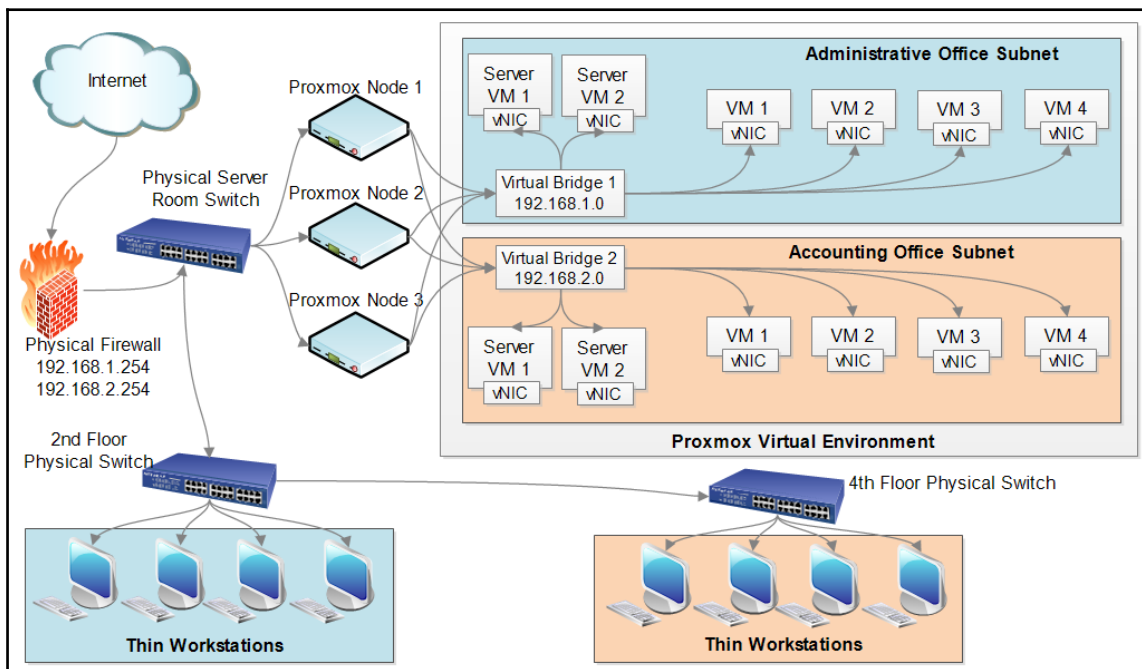 Internet
Physical Firewall
192.168.1.254
192.168.2.254
Physical Server
Room Switch
Proxmox Node 1
Proxmox Node 2
Proxmox Node 3
Administrative Office Subnet
Server
VM 1
vNIC
Server
VM 2
vNIC
VM 1
vNIC
VM 2
vNIC
VM 3
vNIC
VM 4
vNIC
Virtual Bridge 1
192.168.1.0
Accounting Office Subnet
Virtual Bridge 2
192.168.2.0
Server
VM 1
vNIC
Server
VM 2
vNIC
VM 1
vNIC
VM 2
vNIC
VM 3
vNIC
VM 4
vNIC
Proxmox Virtual Environment
2nd Floor
Physical Switch
4th Floor Physical Switch
Thin Workstations
Thin Workstations